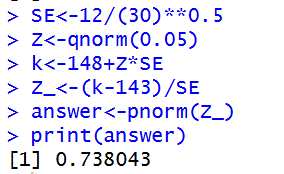 > SE<-12/(30)**0.5
> Z<-qnorm(0.05)
> k<-148+Z*SE
> Z_<-(k-143)/SE
> answer<-pnorm(Z_)
> print(answer)
[1] 0.738043